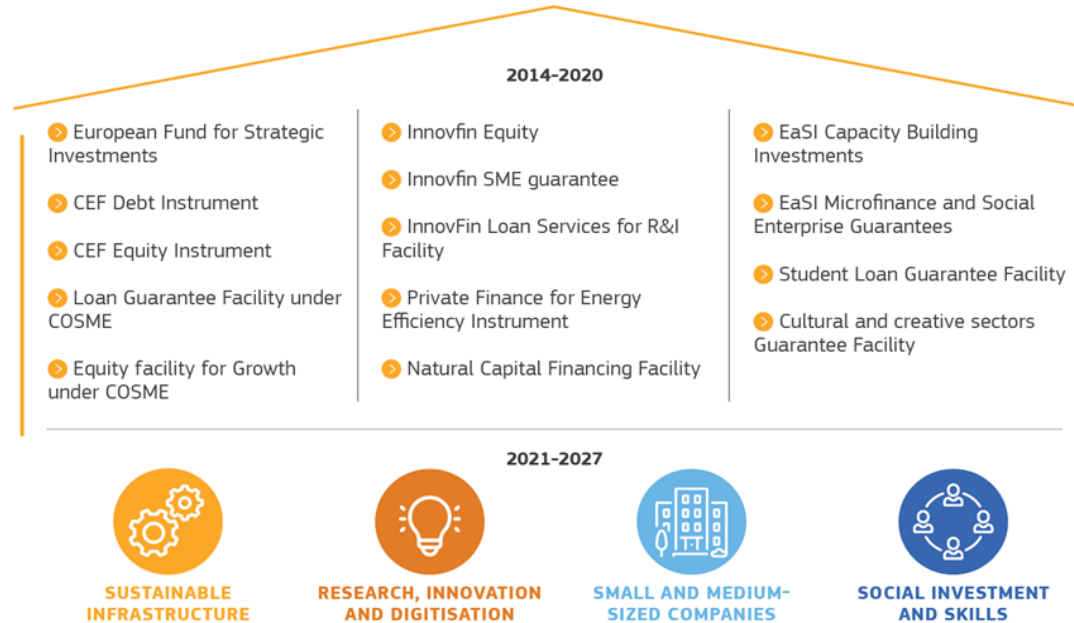 2014-2020
European Fund for Strategic
Investments
CEF Debt Instrument
CEF Equity Instrument
Loan Guarantee Facility under
COSME
Equity facility for Growth
under COSME
Innovfin Equity
Innovfin SME guarantee
InnovFin Loan Services for R&I
Facility
Private Finance for Energy
Efficiency Instrument
Natural Capital Financing Facility
EaSI Capacity Building
Investments
EaSI Microfinance and Social
Enterprise Guarantees
Student Loan Guarantee Facility
Cultural and creative sectors
Guarantee Facility
2021-2027
SUSTAINABLE
INFRASTRUCTURE
RESEARCH, INNOVATION
AND DIGITISATION
SMALL AND MEDIUM-
SIZED COMPANIES
SOCIAL INVESTMENT
AND SKILLS